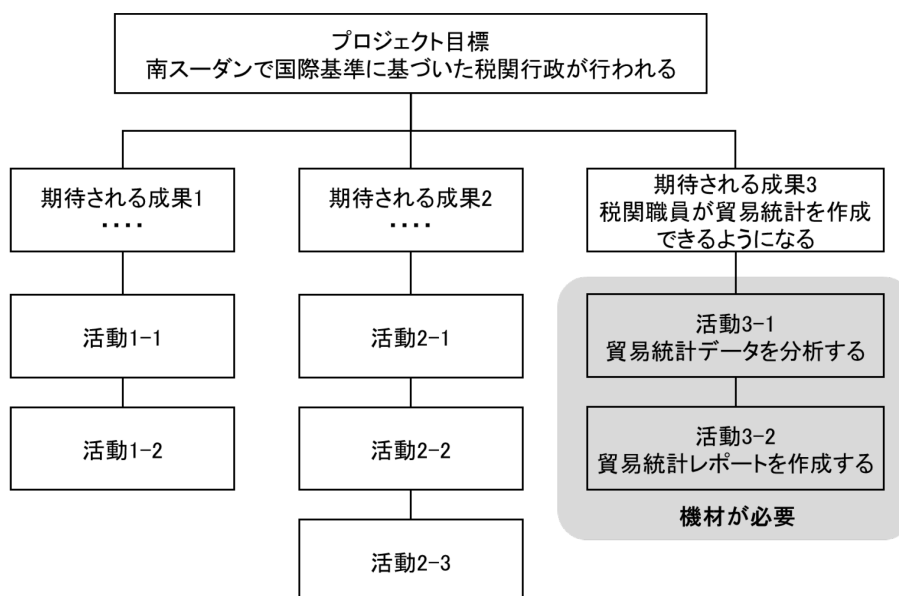 プロジェクト目標
南スーダンで国際基準に基づいた税関行政が行われる
期待される成果1
‥‥
期待される成果2
‥‥
期待される成果3
税関職員が貿易統計を作成
できるようになる
活動1-1
活動2-1
活動3-1
貿易統計データを分析する
活動1-2
活動2-2
活動3-2
貿易統計レポートを作成する
機材が必要
活動2-3